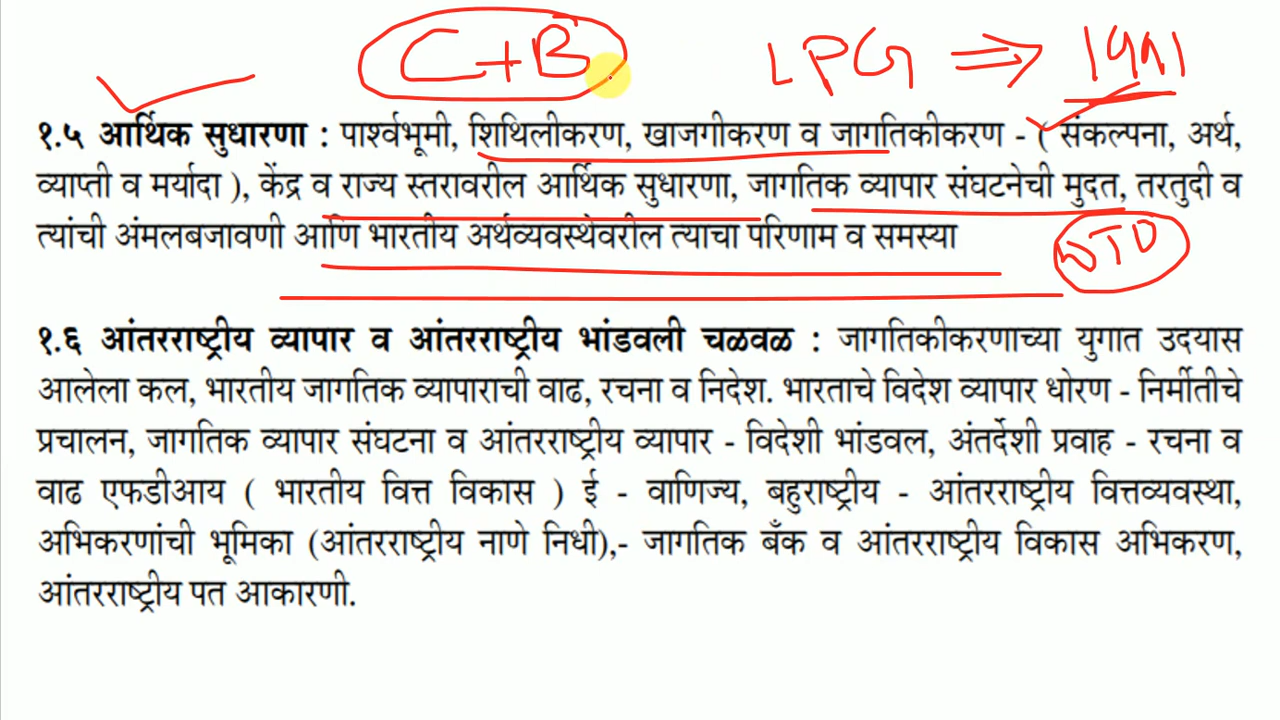 C+B LPG ⇒ 1991
१.५ आर्थिक सुधारणा : पार्श्वभूमी, शिथिलीकरण, खाजगीकरण व जागतिकीकरण - ( संकल्पना, अर्थ,
व्याप्ती व मर्यादा ), केंद्र व राज्य स्तरावरील आर्थिक सुधारणा, जागतिक व्यापार संघटनेची मुदत, तरतुदी व
त्यांची अंमलबजावणी आणि भारतीय अर्थव्यवस्थेवरील त्याचा परिणाम व समस्या WTO
१.६ आंतरराष्ट्रीय व्यापार व आंतरराष्ट्रीय भांडवली चळवळ : जागतिकीकरणाच्या युगात उदयास
आलेला कल, भारतीय जागतिक व्यापाराची वाढ, रचना व निदेश. भारताचे विदेश व्यापार धोरण - निर्मीतीचे
प्रचालन, जागतिक व्यापार संघटना व आंतरराष्ट्रीय व्यापार - विदेशी भांडवल, अंतर्देशी प्रवाह - रचना व
वाढ एफडीआय ( भारतीय वित्त विकास ) ई - वाणिज्य, बहुराष्ट्रीय - आंतरराष्ट्रीय वित्तव्यवस्था,
अभिकरणांची भूमिका (आंतरराष्ट्रीय नाणे निधी),- जागतिक बँक व आंतरराष्ट्रीय विकास अभिकरण,
आंतरराष्ट्रीय पत आकारणी.